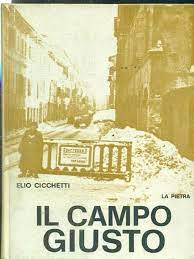 ELIO CICCHETTI
LA PIETRA
IL CAMPO
GIUSTO